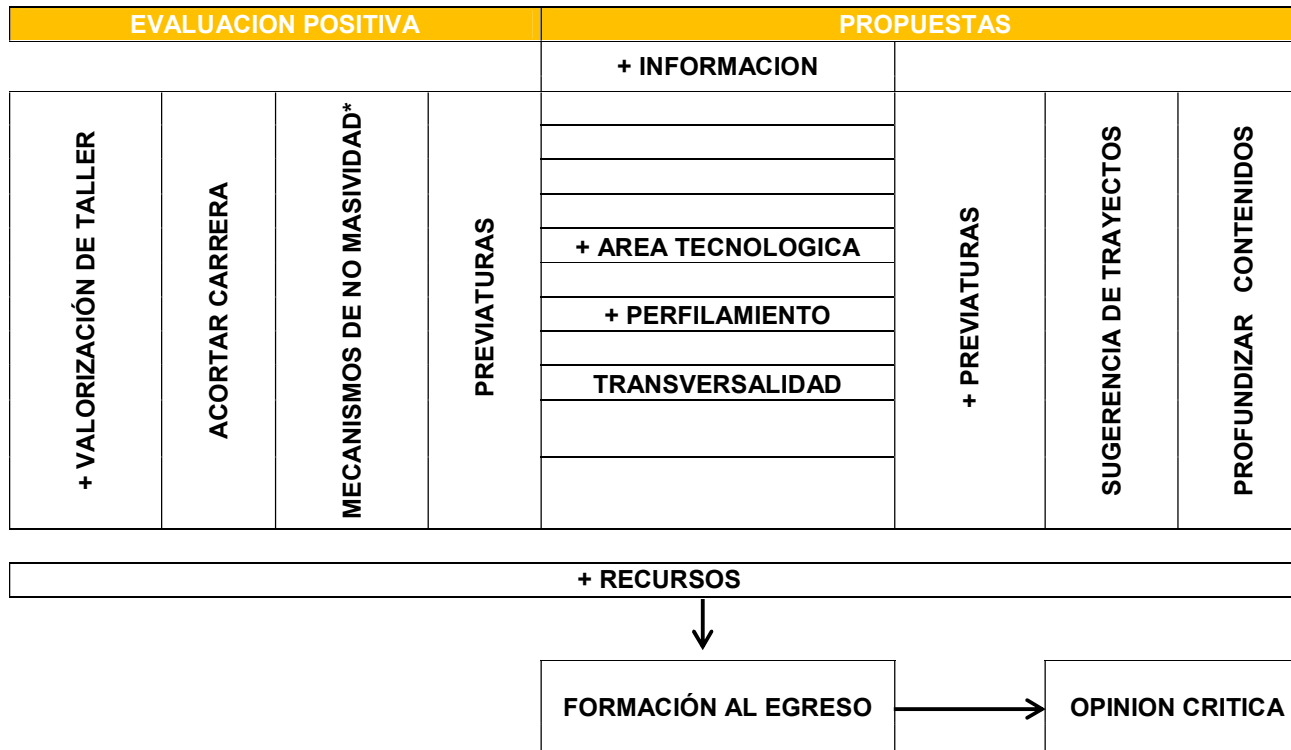 EVALUACION POSITIVA
PROPUESTAS
+ INFORMACION
+ VALORIZACIÓN DE TALLER
ACORTAR CARRERA
MECANISMOS DE NO MASIVIDAD*
PREVIATURAS
+ AREA TECNOLOGICA
+ PERFILAMIENTO
TRANSVERSALIDAD
+ PREVIATURAS
SUGERENCIA DE TRAYECTOS
PROFUNDIZAR CONTENIDOS
+ RECURSOS
FORMACIÓN AL EGRESO
OPINION CRITICA